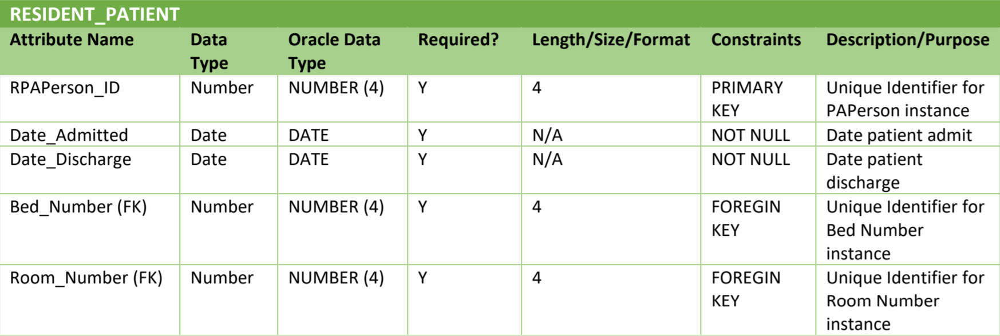 RESIDENT_PATIENT
Attribute Name Data Type Oracle Data Type Required? Length/Size/Format Constraints Description/Purpose
RPAPerson_ID Number NUMBER (4) Y 4 PRIMARY KEY Unique Identifier for PAPerson instance
Date_Admitted Date DATE Y N/A NOT NULL Date patient admit
Date_Discharge Date DATE Y N/A NOT NULL Date patient discharge
Bed_Number (FK) Number NUMBER (4) Y 4 FOREGIN KEY Unique Identifier for Bed Number instance
Room_Number (FK) Number NUMBER (4) Y 4 FOREGIN KEY Unique Identifier for Room Number instance